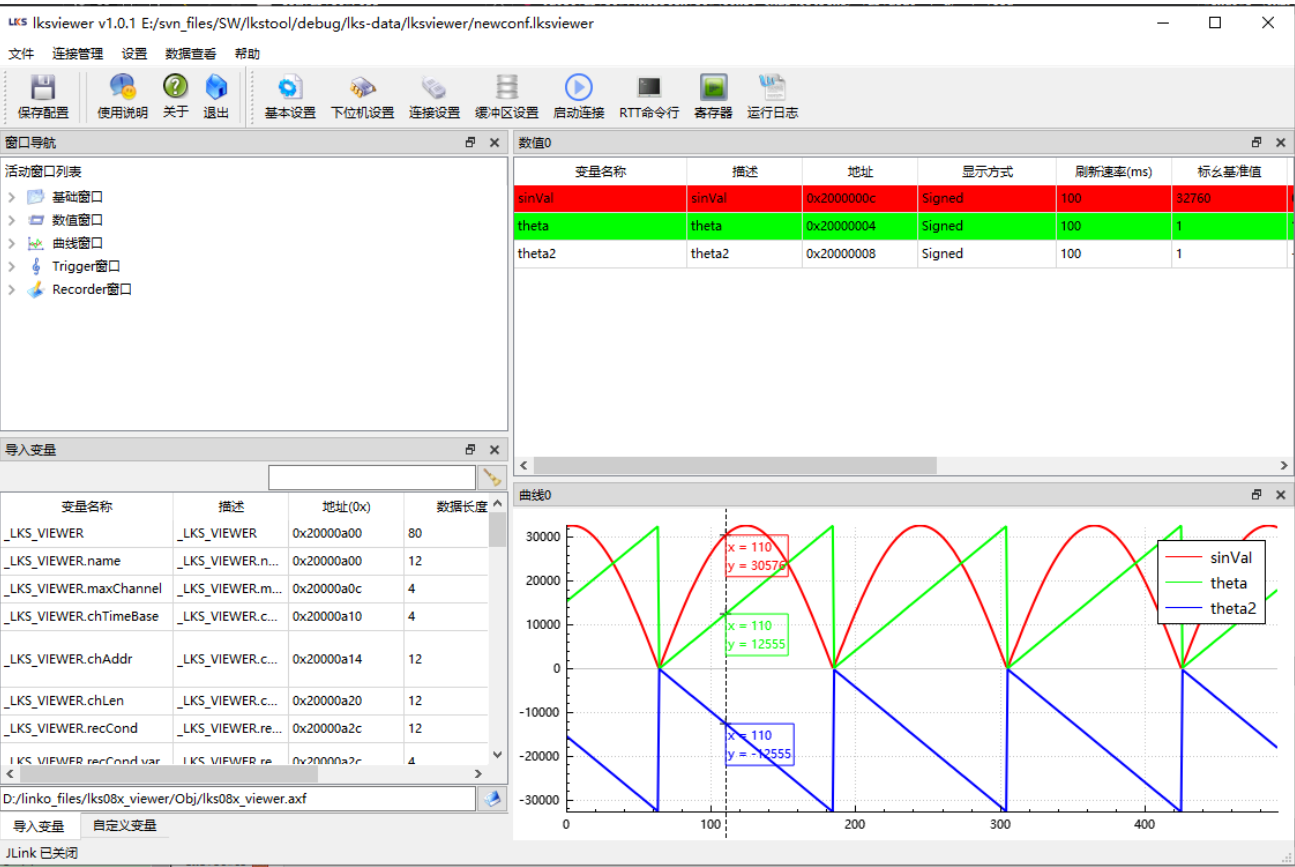 LKS lksviewer v1.0.1 E:/svn_files/SW/lkstool/debug/lks-data/lksviewer/newconf.lksviewer
文件 连接管理 设置 数据查看 帮助
保存配置 使用说明 关于 退出 基本设置 下位机设置 连接设置 缓冲区设置 启动连接 RTT命令行 寄存器 运行日志
窗口导航
活动窗口列表
基础窗口
数值窗口
曲线窗口
Trigger窗口
Recorder窗口
数值0
变量名称 描述 地址 显示方式 刷新速率(ms) 标幺基准值
sinVal sinVal 0x2000000c Signed 100 32760
theta theta 0x20000004 Signed 100 1
theta2 theta2 0x20000008 Signed 100 1
导入变量
变量名称 描述 地址(0x) 数据长度
_LKS_VIEWER _LKS_VIEWER 0x20000a00 80
_LKS_VIEWER.name _LKS_VIEWER.n... 0x20000a00 12
_LKS_VIEWER.maxChannel _LKS_VIEWER.m... 0x20000a0c 4
_LKS_VIEWER.chTimeBase _LKS_VIEWER.c... 0x20000a10 4
_LKS_VIEWER.chAddr _LKS_VIEWER.c... 0x20000a14 12
_LKS_VIEWER.chLen _LKS_VIEWER.c... 0x20000a20 12
_LKS_VIEWER.recCond _LKS_VIEWER.re... 0x20000a2c 12
_LKS_VIEWER.recCond.var _LKS_VIEWER.re... 0x20000a2c 4
D:/linko_files/lks08x_viewer/Obj/lks08x_viewer.axf
导入变量 自定义变量
JLink 已关闭
曲线0
30000
20000
10000
0
-10000
-20000
-30000
x = 110
y = 30576
x = 110
y = 12555
x = 110
y = -12555
sinVal
theta
theta2
0 100 200 300 400